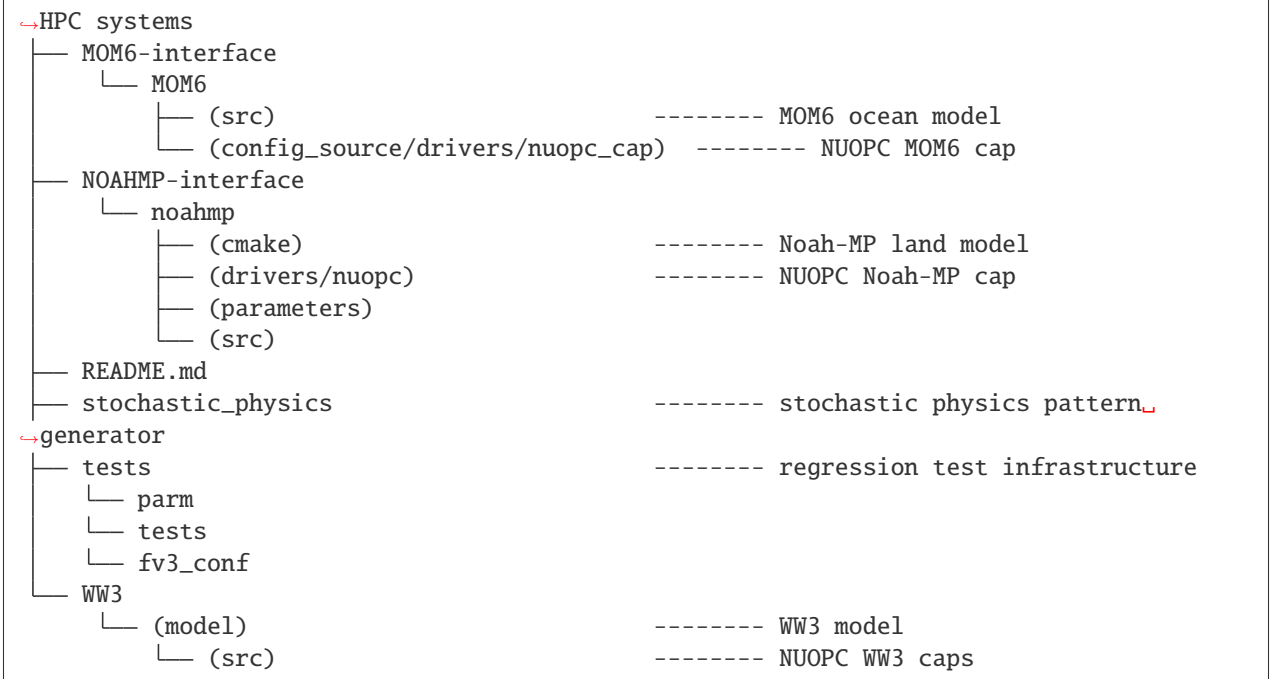 ↪HPC systems
├── MOM6-interface
│   └── MOM6
│       ├── (src)                          -------- MOM6 ocean model
│       └── (config_source/drivers/nuopc_cap)  -------- NUOPC MOM6 cap
├── NOAHMP-interface
│   └── noahmp
│       ├── (cmake)                        -------- Noah-MP land model
│       ├── (drivers/nuopc)                -------- NUOPC Noah-MP cap
│       ├── (parameters)
│       └── (src)
├── README.md
├── stochastic_physics                     -------- stochastic physics pattern␣
↪generator
├── tests                                  -------- regression test infrastructure
│   └── parm
│   └── tests
│   └── fv3_conf
└── WW3
    └── (model)                            -------- WW3 model
        └── (src)                          -------- NUOPC WW3 caps